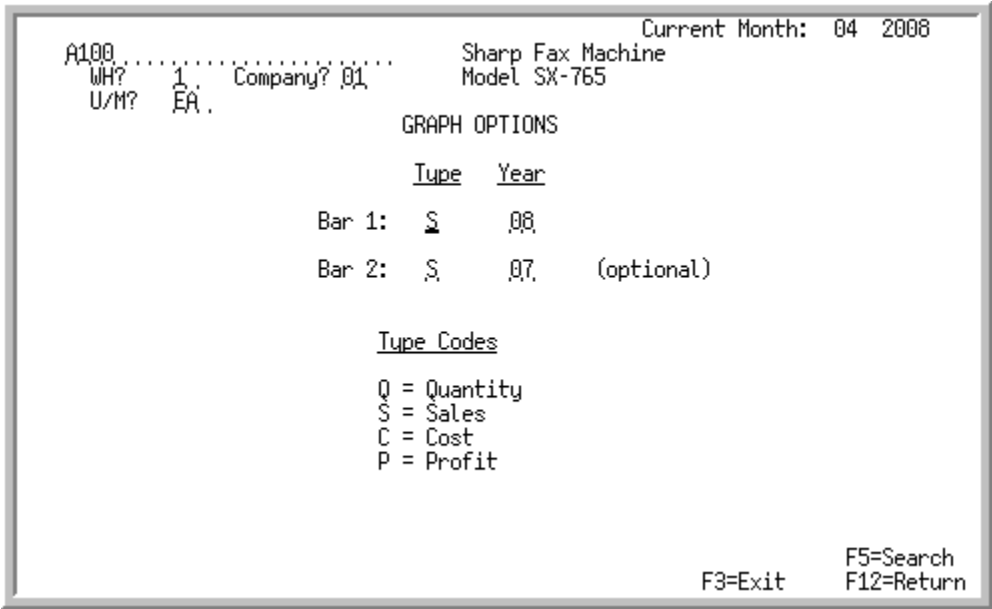 Current Month: 04 2008
A100 Sharp Fax Machine
WH? 1 Company? 01 Model SX-765
U/M? EA
GRAPH OPTIONS
Type Year
Bar 1: S 08
Bar 2: S 07 (optional)
Type Codes
Q = Quantity
S = Sales
C = Cost
P = Profit
F5=Search
F3=Exit F12=Return